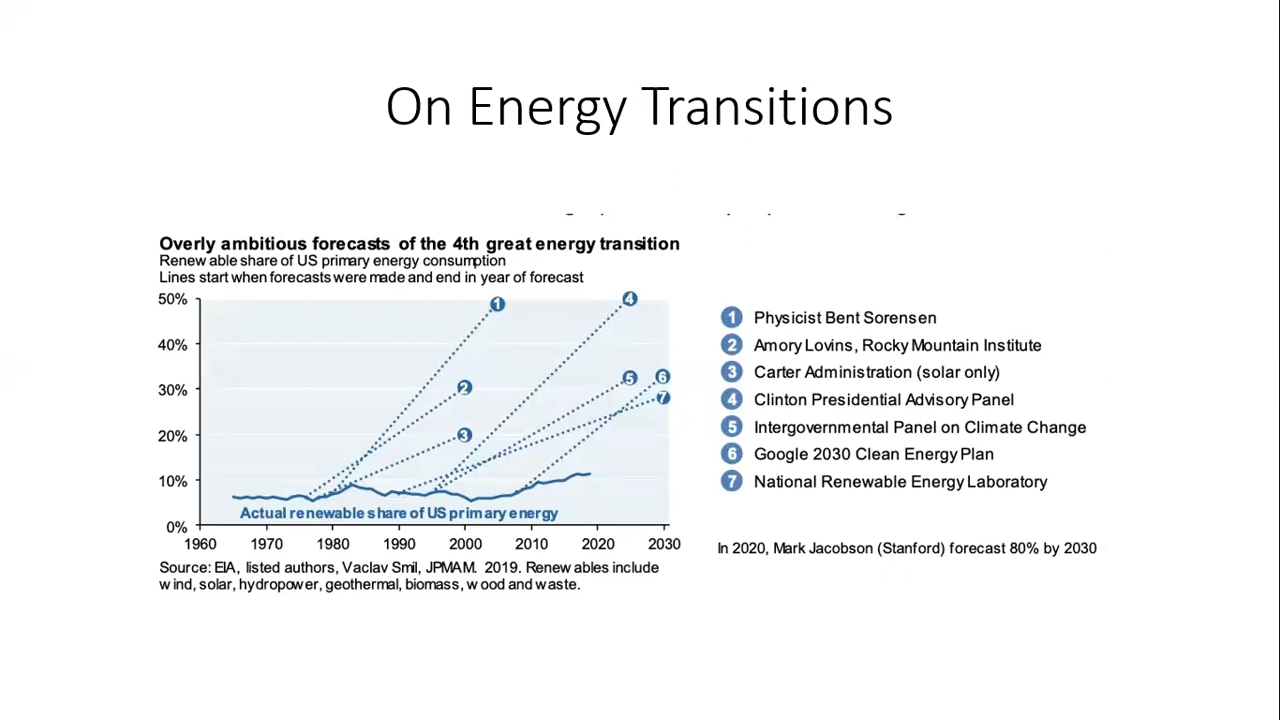 On Energy Transitions
Overly ambitious forecasts of the 4th great energy transition
Renewable share of US primary energy consumption
Lines start when forecasts were made and end in year of forecast
50%
40%
30%
20%
10%
0%
1
2
3
4
5
6
7
Actual renewable share of US primary energy
1960 1970 1980 1990 2000 2010 2020 2030
Source: EIA, listed authors, Vaclav Smil, JPMAM. 2019. Renewables include
wind, solar, hydropower, geothermal, biomass, wood and waste.
1 Physicist Bent Sorensen
2 Amory Lovins, Rocky Mountain Institute
3 Carter Administration (solar only)
4 Clinton Presidential Advisory Panel
5 Intergovernmental Panel on Climate Change
6 Google 2030 Clean Energy Plan
7 National Renewable Energy Laboratory
In 2020, Mark Jacobson (Stanford) forecast 80% by 2030